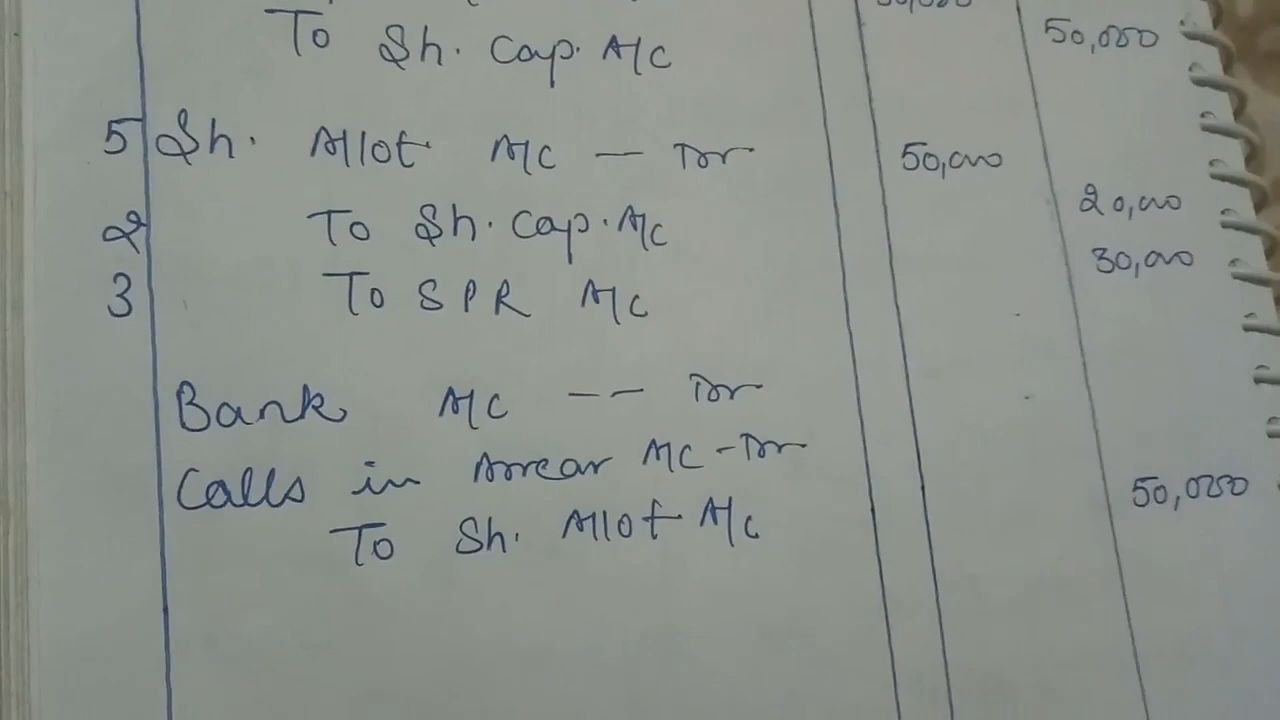 To Sh. Cap. A/C 50,000
5 Sh. Allot A/C — Dr 50,000
2 To Sh. Cap. A/C 20,000
3 To SPR A/C 30,000
Bank A/C -- Dr
Calls in Arrear A/C - Dr
To Sh. Allot A/C 50,000